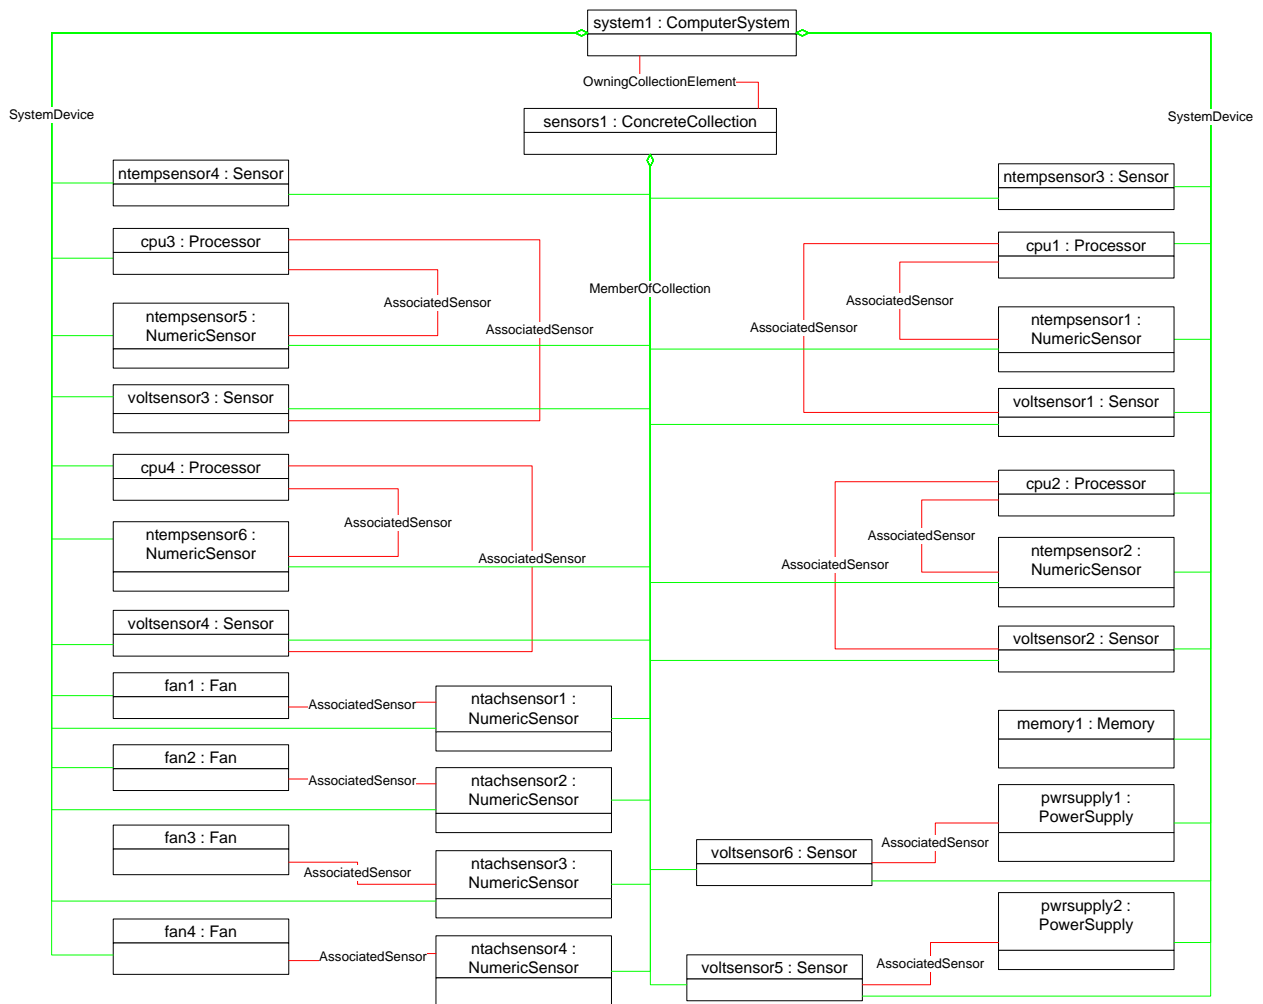 system1 : ComputerSystem
OwningCollectionElement
SystemDevice
sensors1 : ConcreteCollection
SystemDevice
ntempsensor4 : Sensor
ntempsensor3 : Sensor
cpu3 : Processor
cpu1 : Processor
MemberOfCollection
AssociatedSensor
AssociatedSensor
ntempsensor5 :
NumericSensor
AssociatedSensor
AssociatedSensor
ntempsensor1 :
NumericSensor
voltsensor3 : Sensor
voltsensor1 : Sensor
cpu4 : Processor
cpu2 : Processor
AssociatedSensor
ntempsensor6 :
NumericSensor
AssociatedSensor
AssociatedSensor
AssociatedSensor
ntempsensor2 :
NumericSensor
voltsensor4 : Sensor
voltsensor2 : Sensor
fan1 : Fan
AssociatedSensor
ntachsensor1 :
NumericSensor
memory1 : Memory
fan2 : Fan
AssociatedSensor
ntachsensor2 :
NumericSensor
pwrsupply1 :
PowerSupply
fan3 : Fan
AssociatedSensor
ntachsensor3 :
NumericSensor
voltsensor6 : Sensor
AssociatedSensor
pwrsupply2 :
PowerSupply
fan4 : Fan
AssociatedSensor
ntachsensor4 :
NumericSensor
voltsensor5 : Sensor
AssociatedSensor